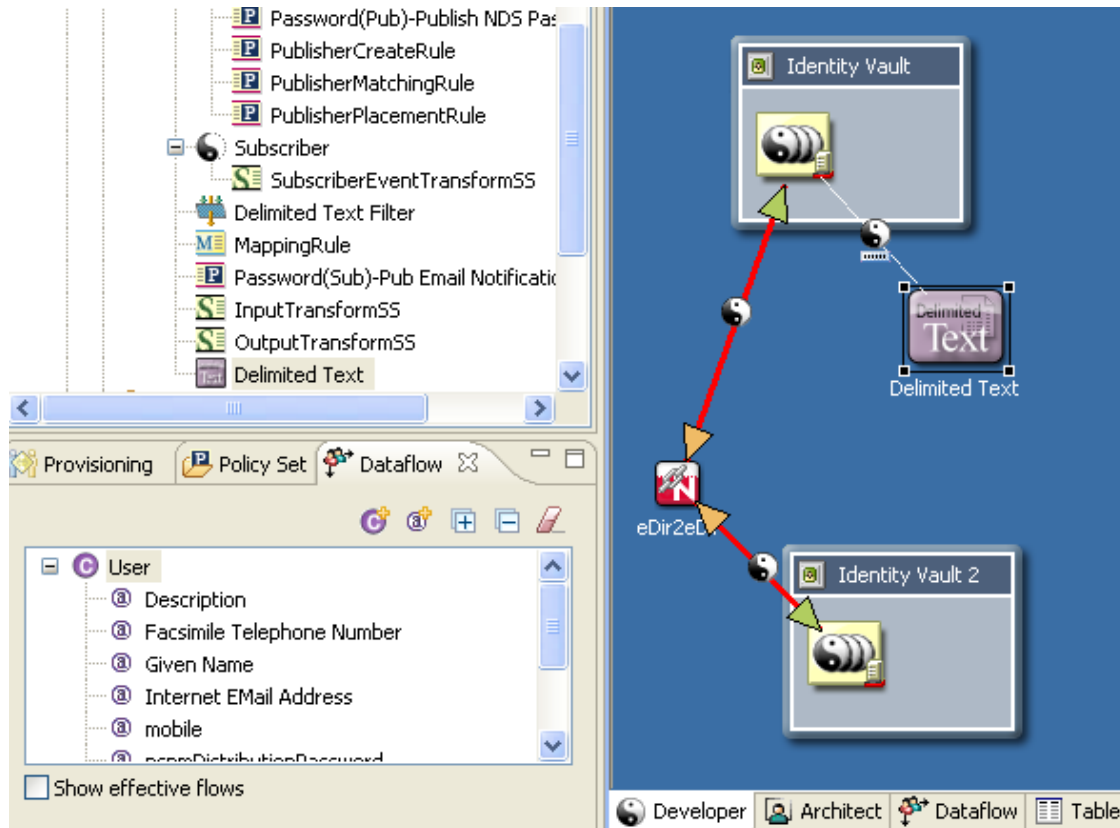 Password(Pub)-Publish NDS Pas
PublisherCreateRule
PublisherMatchingRule
PublisherPlacementRule
Subscriber
SubscriberEventTransformSS
Delimited Text Filter
MappingRule
Password(Sub)-Pub Email Notificatio
InputTransformSS
OutputTransformSS
Delimited Text
Provisioning
Policy Set
Dataflow
User
Description
Facsimile Telephone Number
Given Name
Internet EMail Address
mobile
nspmDistributionPassword
Show effective flows
Identity Vault
Delimited
Text
Delimited Text
eDir2eD
Identity Vault 2
Developer
Architect
Dataflow
Table